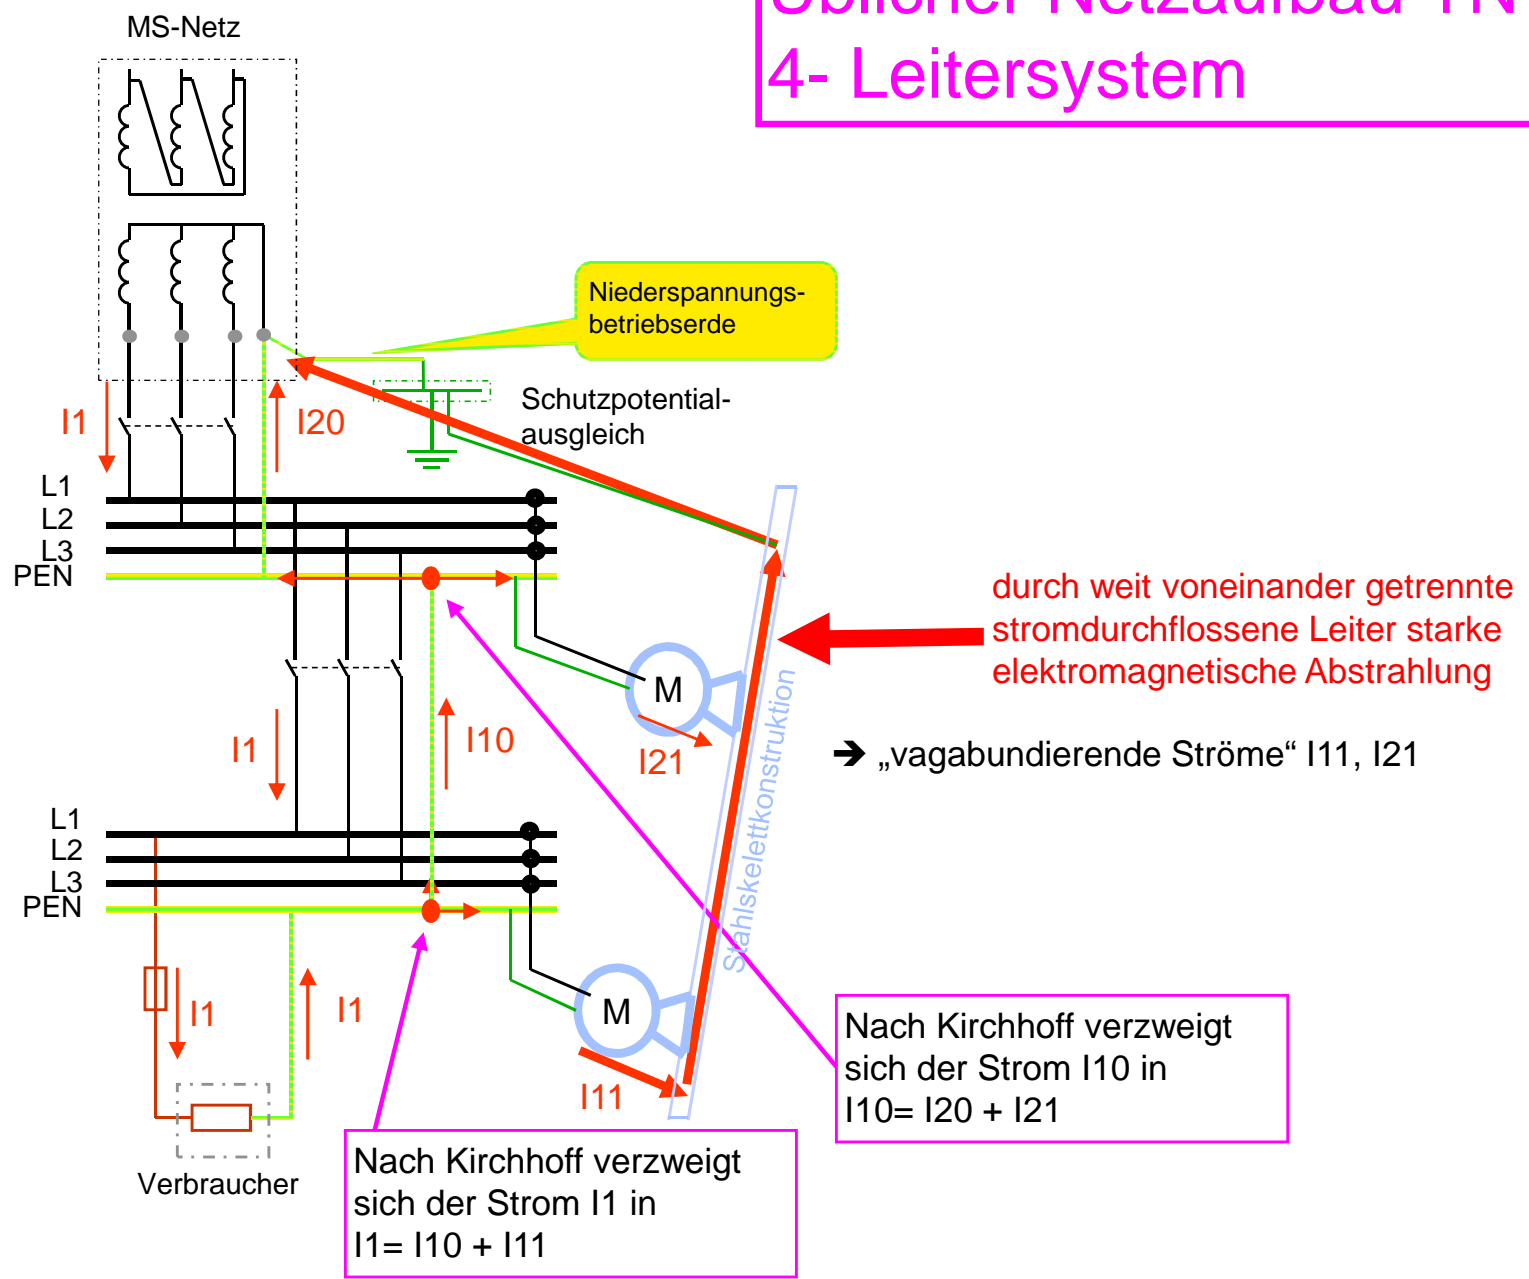 Üblicher Netzaufbau TN
4- Leitersystem
MS-Netz
Niederspannungs-
betriebserde
Schutzpotential-
ausgleich
I1
I20
L1
L2
L3
PEN
durch weit voneinander getrennte
stromdurchflossene Leiter starke
elektromagnetische Abstrahlung
M
I21
I1
I10
Stahlskelettkonstruktion
➔ „vagabundierende Ströme“ I11, I21
L1
L2
L3
PEN
I1
I1
M
I11
Nach Kirchhoff verzweigt
sich der Strom I10 in
I10= I20 + I21
Verbraucher
Nach Kirchhoff verzweigt
sich der Strom I1 in
I1= I10 + I11